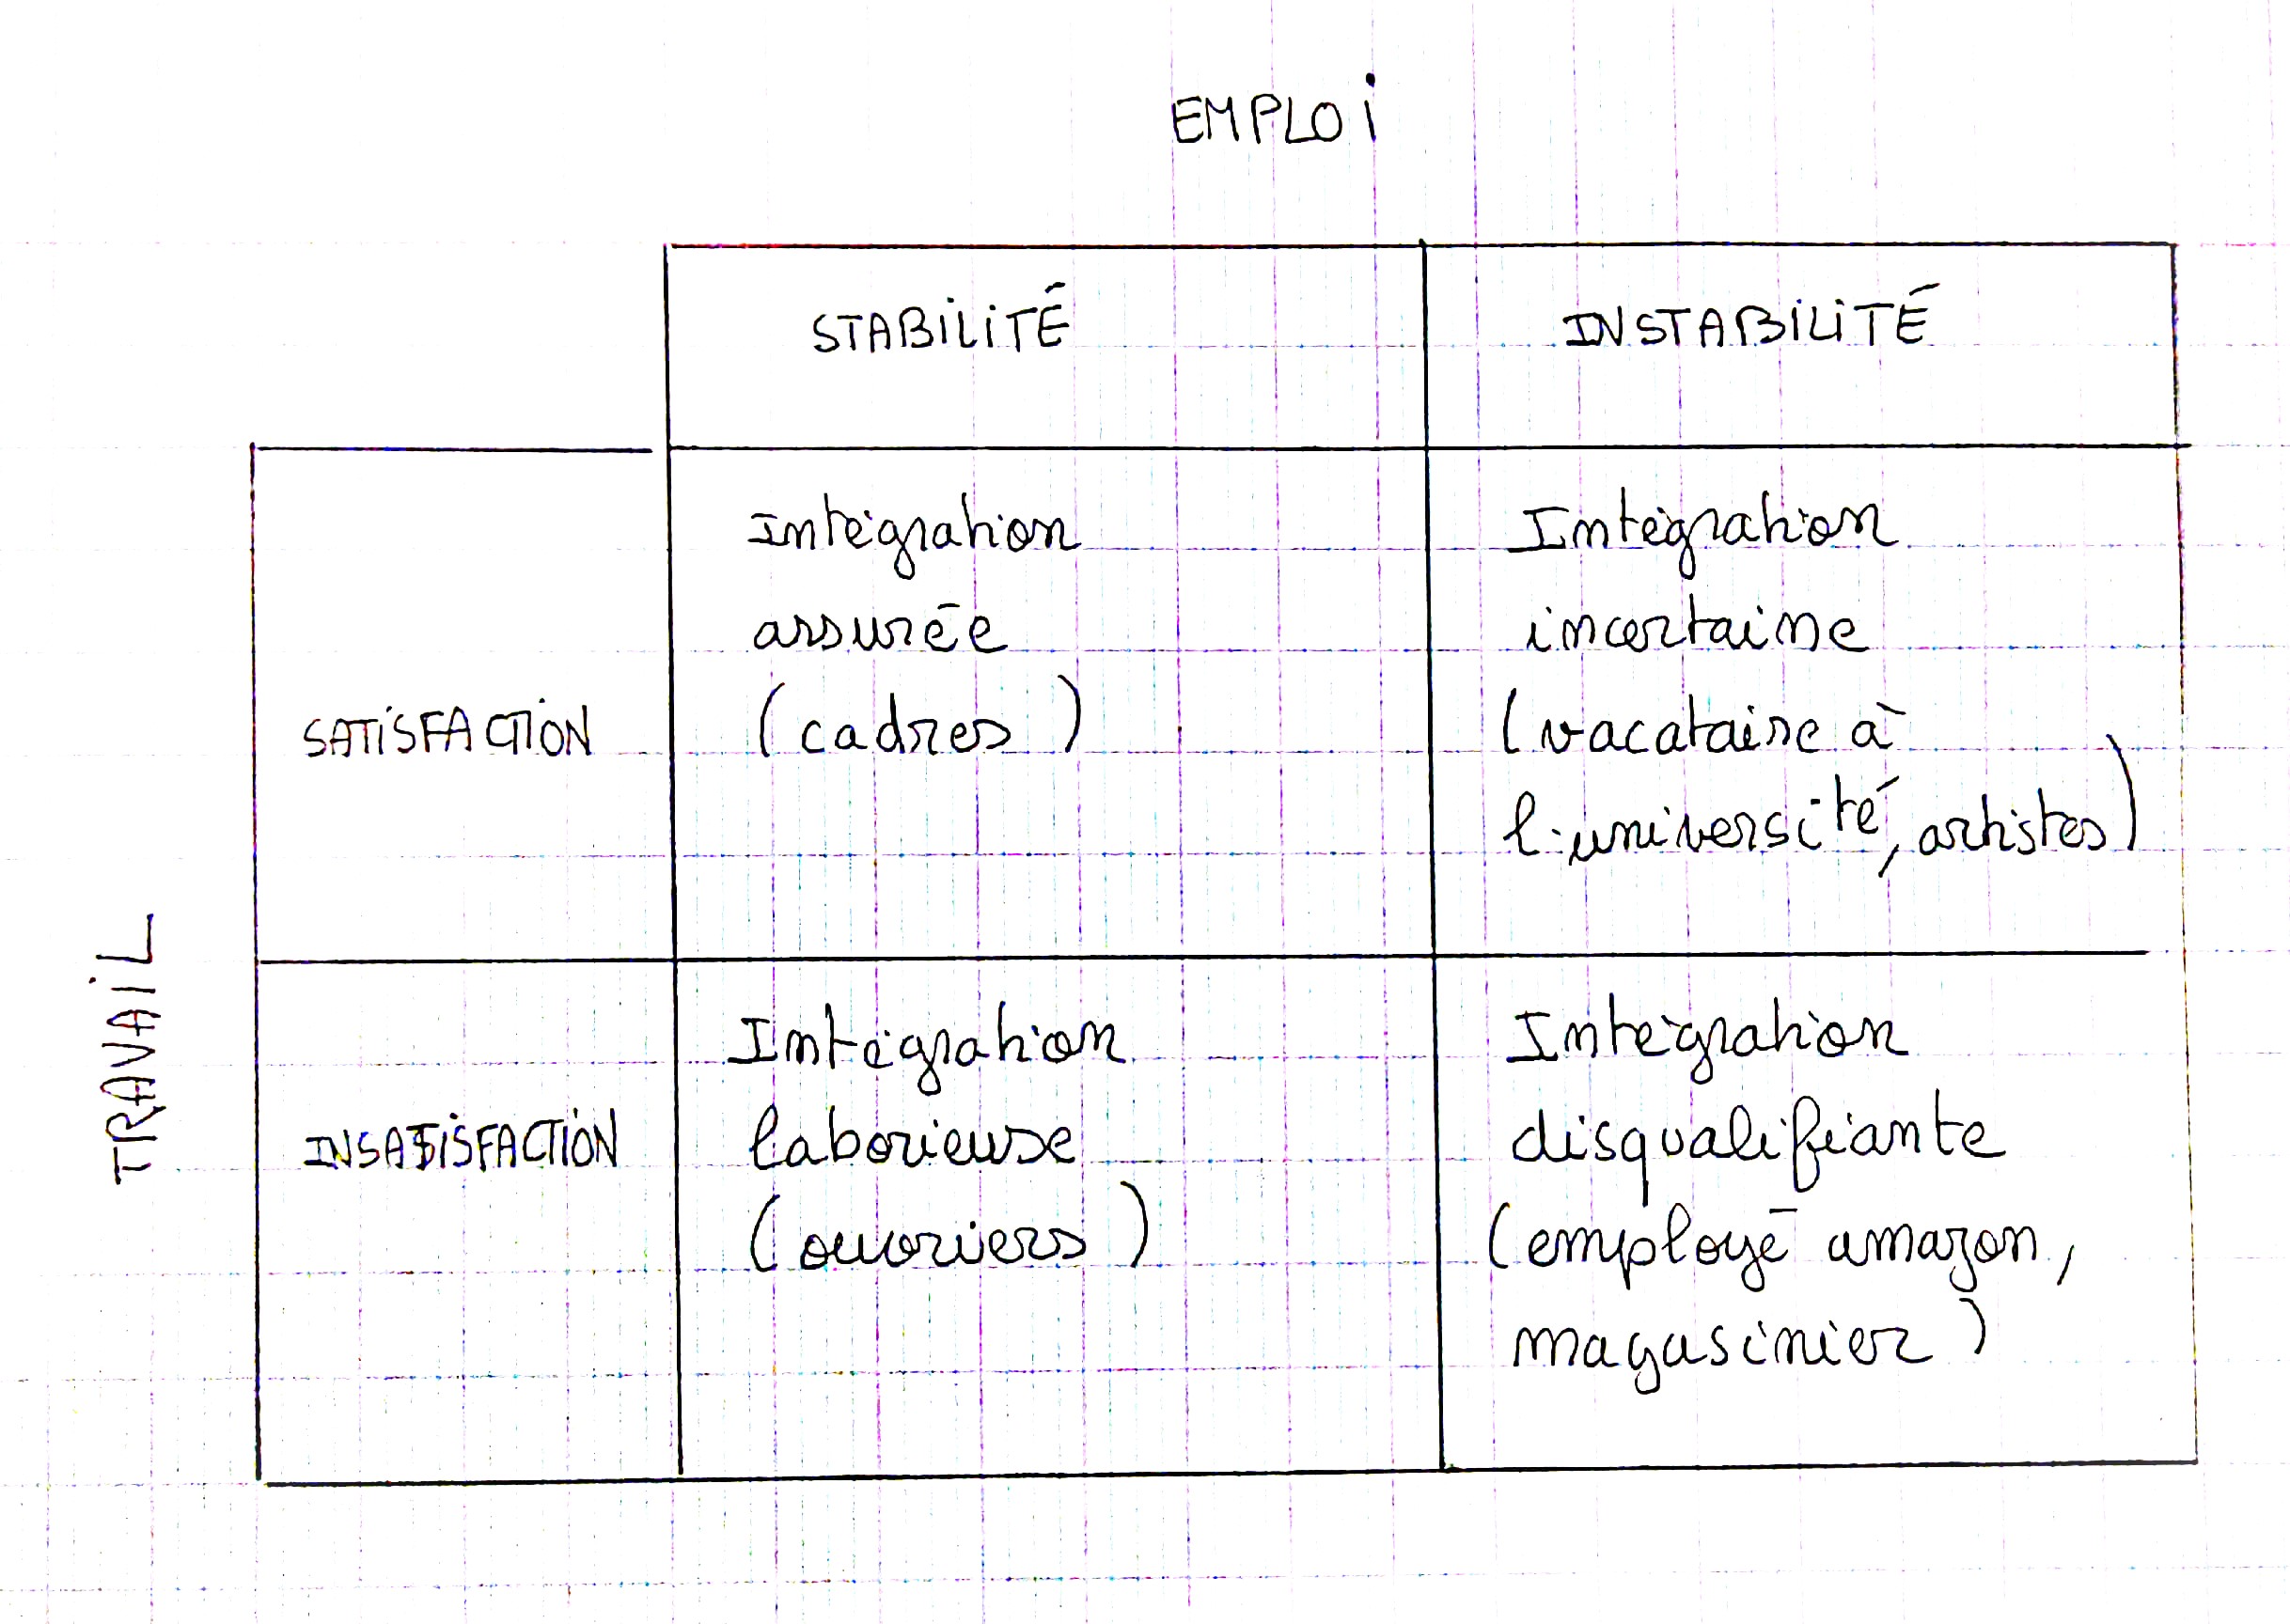 EMPLOI
STABILITÉ
INSTABILITÉ
SATISFACTION
Intégration
assurée
(cadres)
Intégration
incertaine
(vacataire à
l'université, artistes)
TRAVAIL
INSATISFACTION
Intégration
laborieuse
(ouvriers)
Intégration
disqualifiante
(employé amazon,
magasinier)